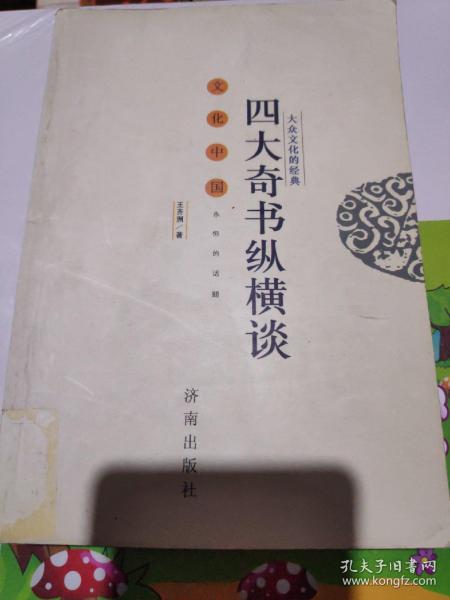 大众文化的经典
四大奇书纵横谈
文化中国
永恒的话题
王齐洲/著
济南出版社
孔夫子旧书网
www.kongfz.com